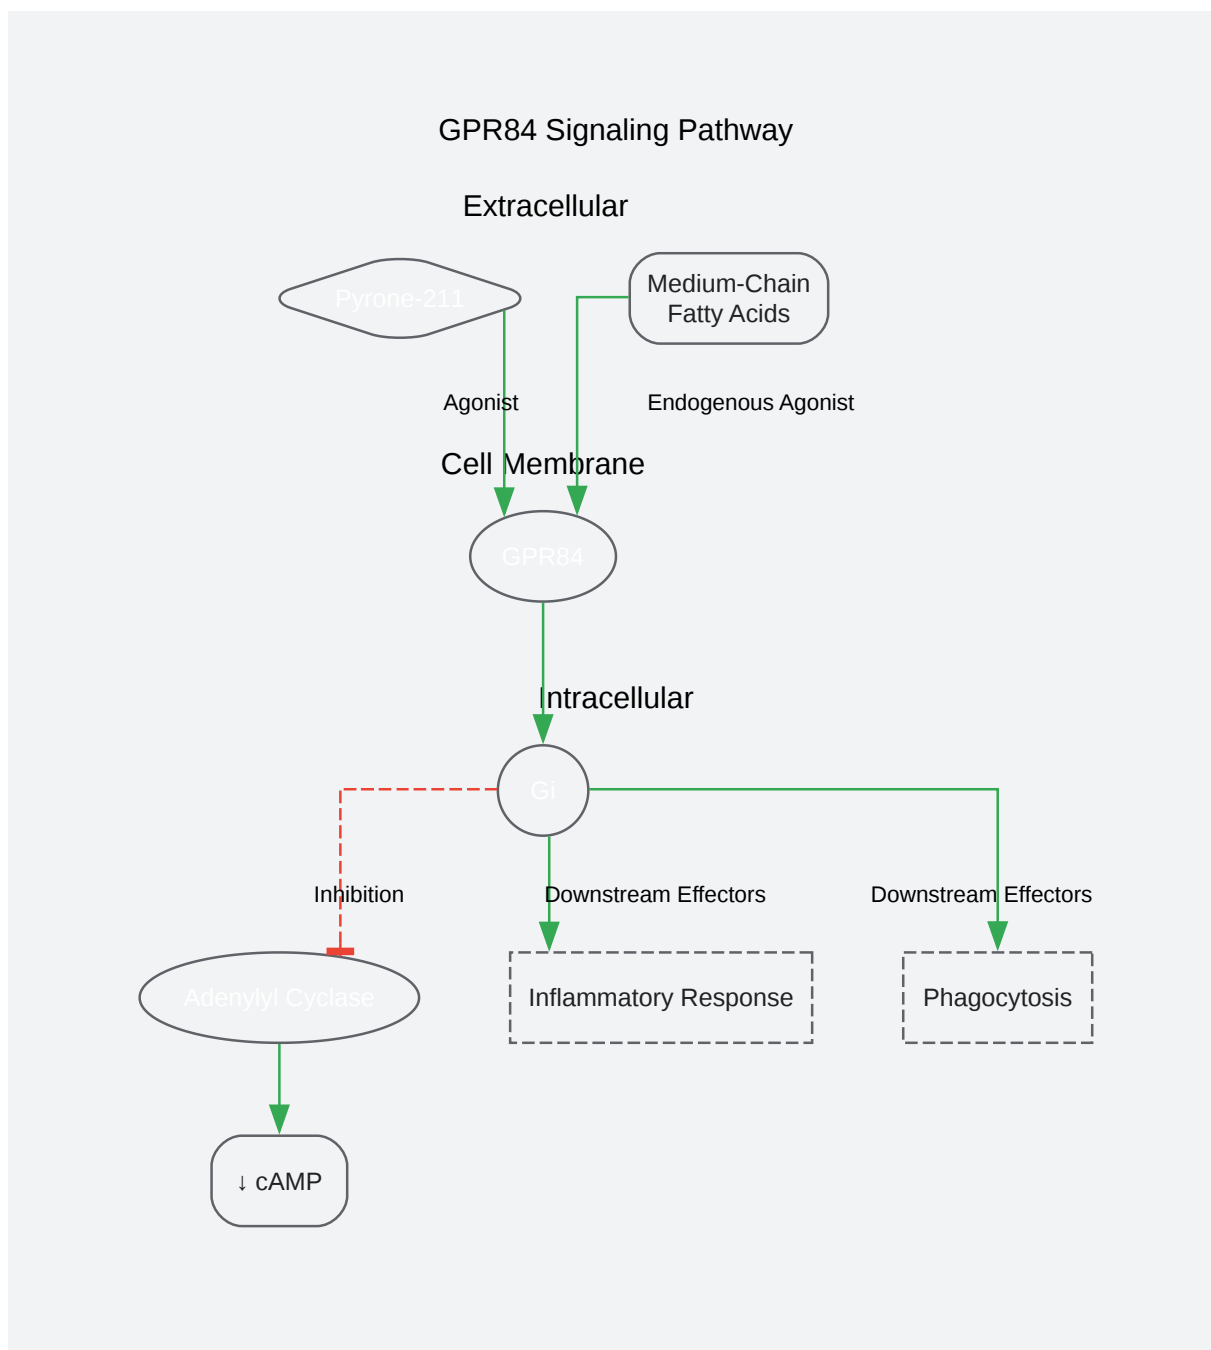 GPR84 Signaling Pathway
Extracellular
Pyrone-211
Medium-Chain
Fatty Acids
Agonist
Endogenous Agonist
Cell Membrane
GPR84
Intracellular
Gi
Inhibition
Downstream Effectors
Downstream Effectors
Adenylyl Cyclase
Inflammatory Response
Phagocytosis
↓ cAMP